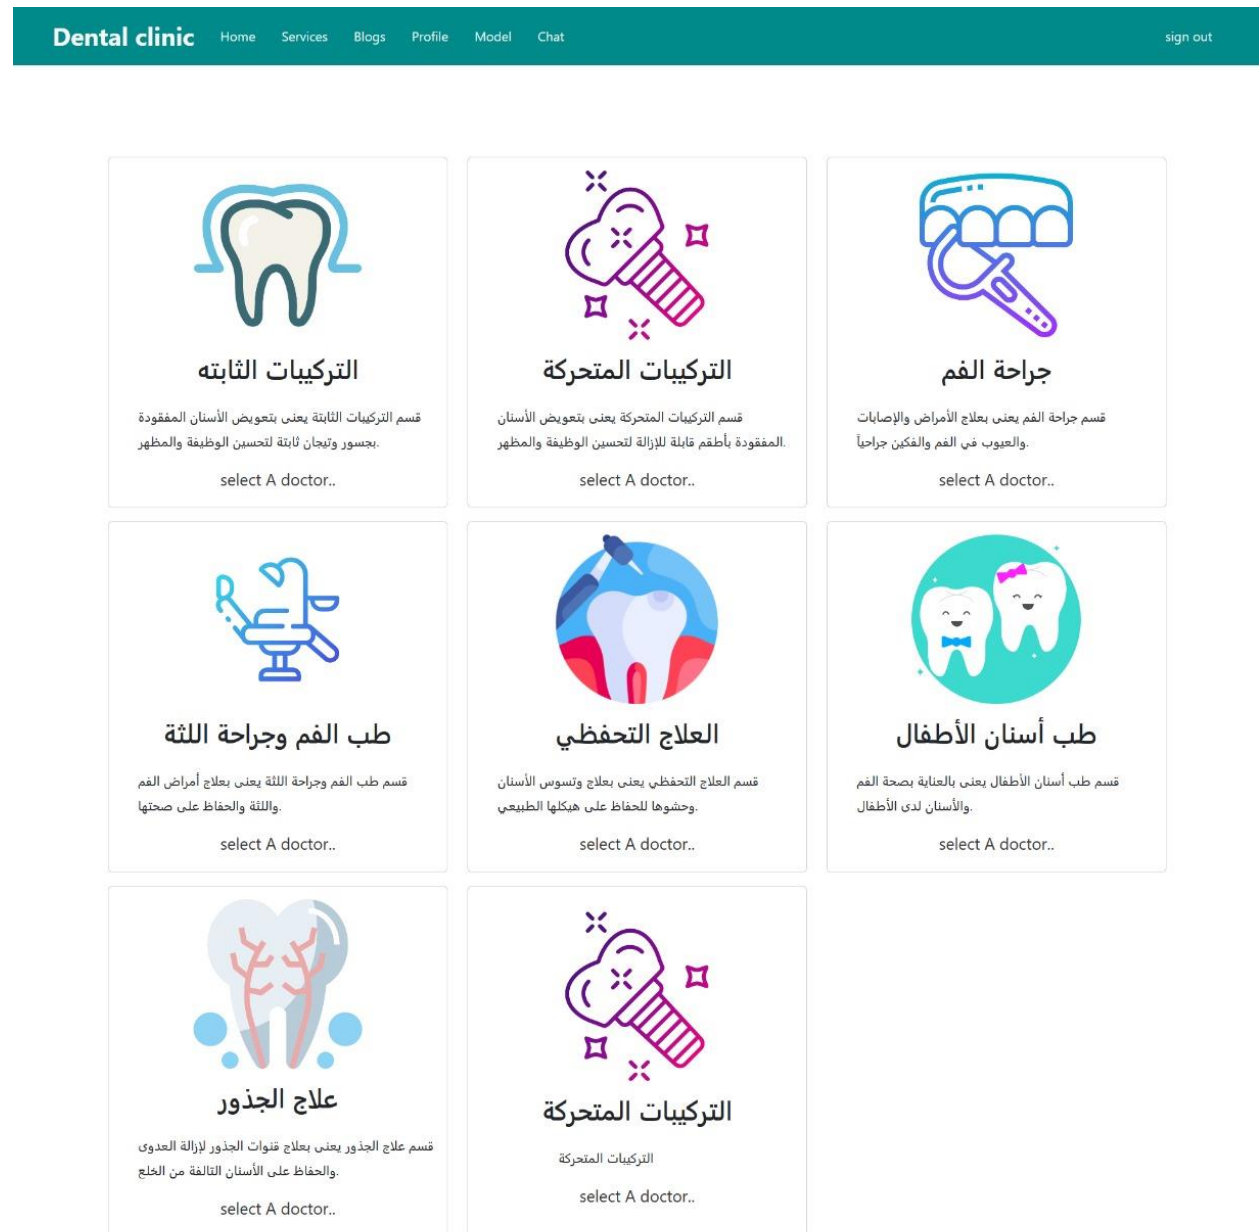 Dental clinic Home Services Blogs Profile Model Chat sign out
التركيبات الثابته
قسم التركيبات الثابتة يعنى بتعويض الأسنان المفقودة
بجسور وتيجان ثابتة لتحسين الوظيفة والمظهر.
select A doctor..
التركيبات المتحركة
قسم التركيبات المتحركة يعنى بتعويض الأسنان
المفقودة بأطقم قابلة للإزالة لتحسين الوظيفة والمظهر.
select A doctor..
جراحة الفم
قسم جراحة الفم يعنى بعلاج الأمراض والإصابات
والعيوب في الفم والفكين جراحياً.
select A doctor..
طب الفم وجراحة اللثة
قسم طب الفم وجراحة اللثة يعنى بعلاج أمراض الفم
واللثة والحفاظ على صحتها.
select A doctor..
العلاج التحفظي
قسم العلاج التحفظي يعنى بعلاج وتسوس الأسنان
وحشوها للحفاظ على هيكلها الطبيعي.
select A doctor..
طب أسنان الأطفال
قسم طب أسنان الأطفال يعنى بالعناية بصحة الفم
والأسنان لدى الأطفال.
select A doctor..
علاج الجذور
قسم علاج الجذور يعنى بعلاج قنوات الجذور لإزالة العدوى
والحفاظ على الأسنان التالفة من الخلع.
select A doctor..
التركيبات المتحركة
التركيبات المتحركة
select A doctor..